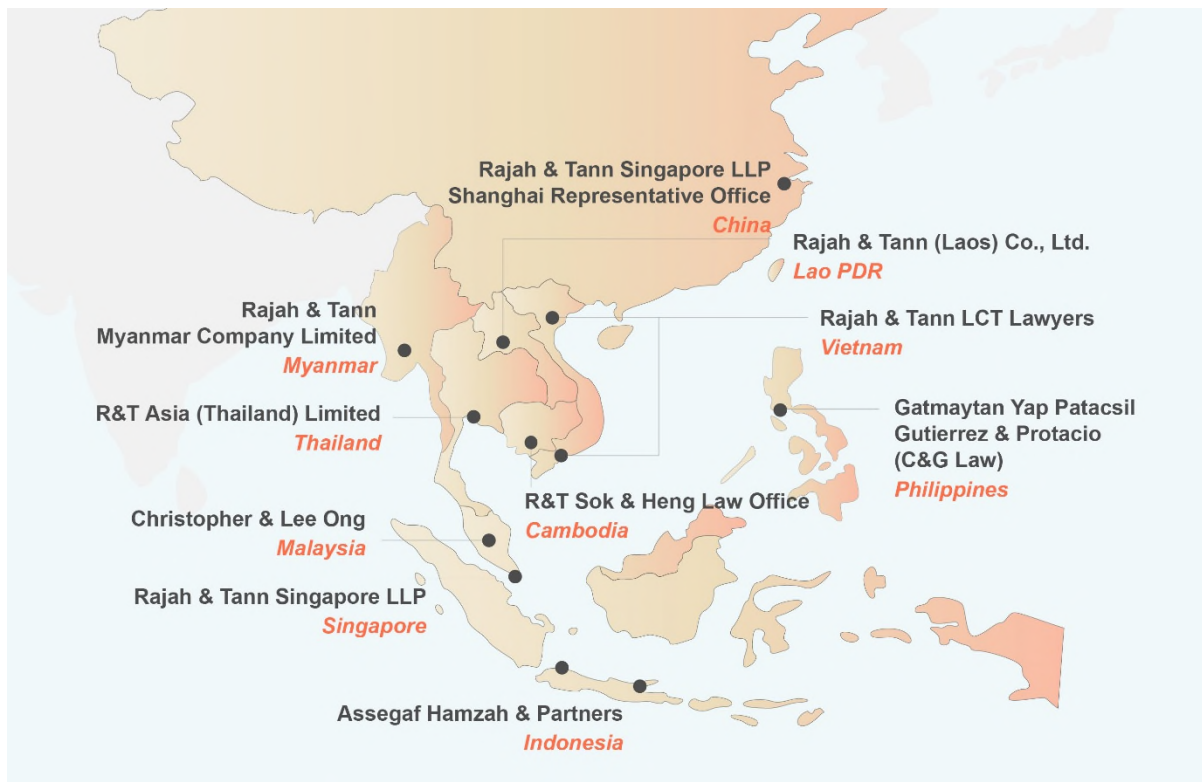 Rajah & Tann Singapore LLP
Shanghai Representative Office
China
Rajah & Tann (Laos) Co., Ltd.
Lao PDR
Rajah & Tann
Myanmar Company Limited
Myanmar
Rajah & Tann LCT Lawyers
Vietnam
R&T Asia (Thailand) Limited
Thailand
Gatmaytan Yap Patacsil
Gutierrez & Protacio
(C&G Law)
Philippines
R&T Sok & Heng Law Office
Cambodia
Christopher & Lee Ong
Malaysia
Rajah & Tann Singapore LLP
Singapore
Assegaf Hamzah & Partners
Indonesia